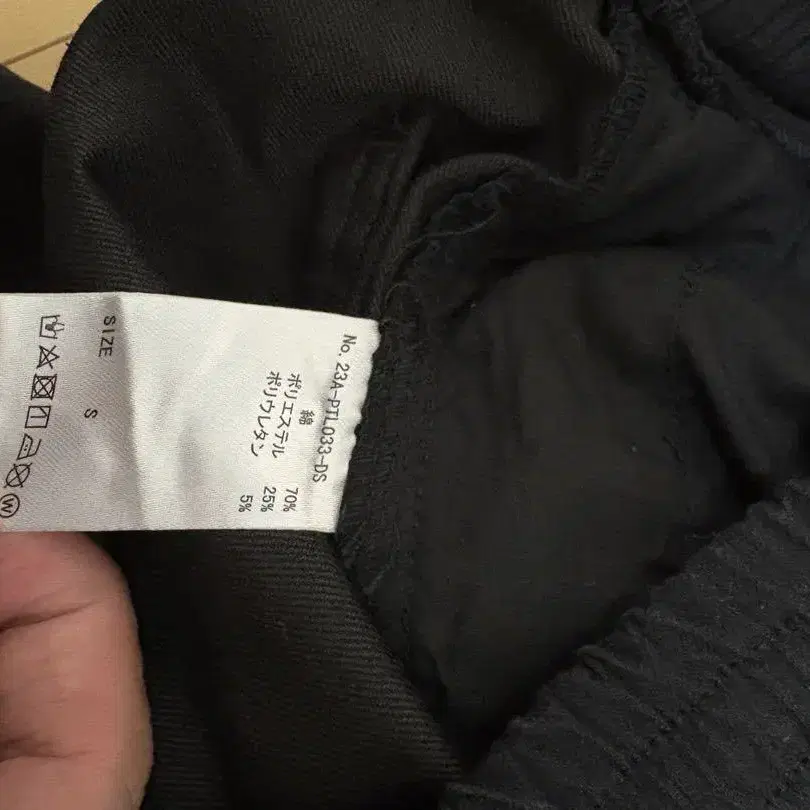 No. 23A-PTL033-DS
綿 70%
ポリエステル 25%
ポリウレタン 5%
SIZE S
W